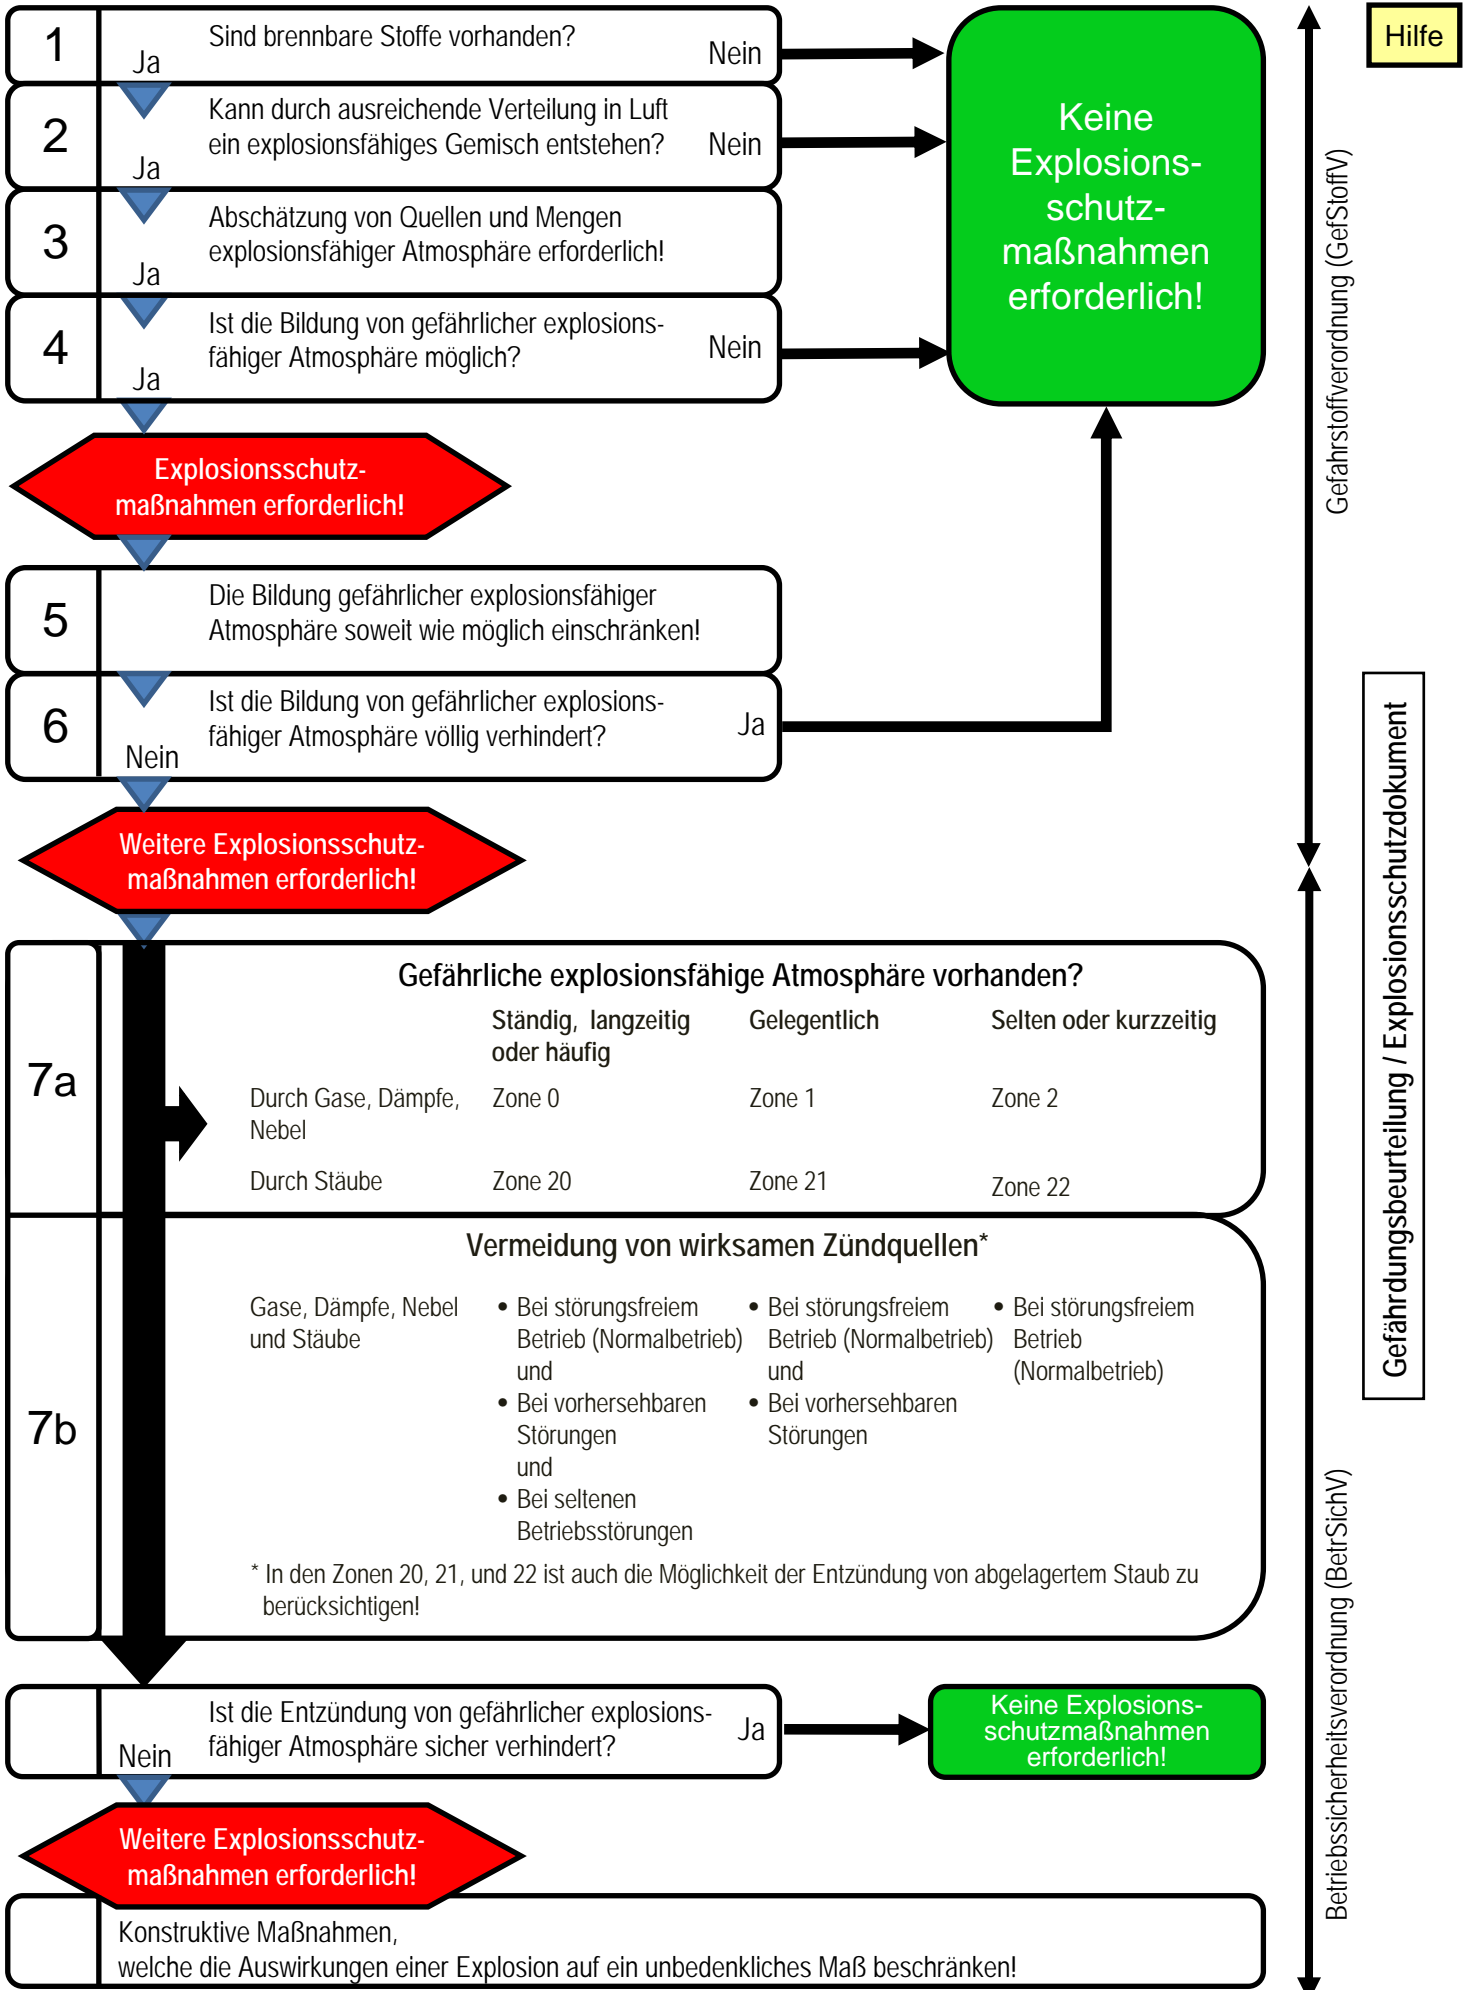 Hilfe
1
Sind brennbare Stoffe vorhanden?
Ja
Nein
2
Kann durch ausreichende Verteilung in Luft
ein explosionsfähiges Gemisch entstehen?
Ja
Nein
3
Abschätzung von Quellen und Mengen
explosionsfähiger Atmosphäre erforderlich!
Ja
4
Ist die Bildung von gefährlicher explosions-
fähiger Atmosphäre möglich?
Ja
Nein
Keine
Explosions-
schutz-
maßnahmen
erforderlich!
Explosionsschutz-
maßnahmen erforderlich!
5
Die Bildung gefährlicher explosionsfähiger
Atmosphäre soweit wie möglich einschränken!
6
Ist die Bildung von gefährlicher explosions-
fähiger Atmosphäre völlig verhindert?
Nein
Ja
Weitere Explosionsschutz-
maßnahmen erforderlich!
7a
Gefährliche explosionsfähige Atmosphäre vorhanden?
Ständig, langzeitig
oder häufig
Gelegentlich
Selten oder kurzzeitig
Durch Gase, Dämpfe,
Nebel
Zone 0
Zone 1
Zone 2
Durch Stäube
Zone 20
Zone 21
Zone 22
7b
Vermeidung von wirksamen Zündquellen*
Gase, Dämpfe, Nebel
und Stäube
• Bei störungsfreiem
Betrieb (Normalbetrieb)
und
• Bei vorhersehbaren
Störungen
und
• Bei seltenen
Betriebsstörungen
• Bei störungsfreiem
Betrieb (Normalbetrieb)
und
• Bei vorhersehbaren
Störungen
• Bei störungsfreiem
Betrieb
(Normalbetrieb)
* In den Zonen 20, 21, und 22 ist auch die Möglichkeit der Entzündung von abgelagertem Staub zu
berücksichtigen!
Ist die Entzündung von gefährlicher explosions-
fähiger Atmosphäre sicher verhindert?
Nein
Ja
Keine Explosions-
schutzmaßnahmen
erforderlich!
Weitere Explosionsschutz-
maßnahmen erforderlich!
Konstruktive Maßnahmen,
welche die Auswirkungen einer Explosion auf ein unbedenkliches Maß beschränken!
Gefahrstoffverordnung (GefStoffV)
Betriebssicherheitsverordnung (BetrSichV)
Gefährdungsbeurteilung / Explosionsschutzdokument